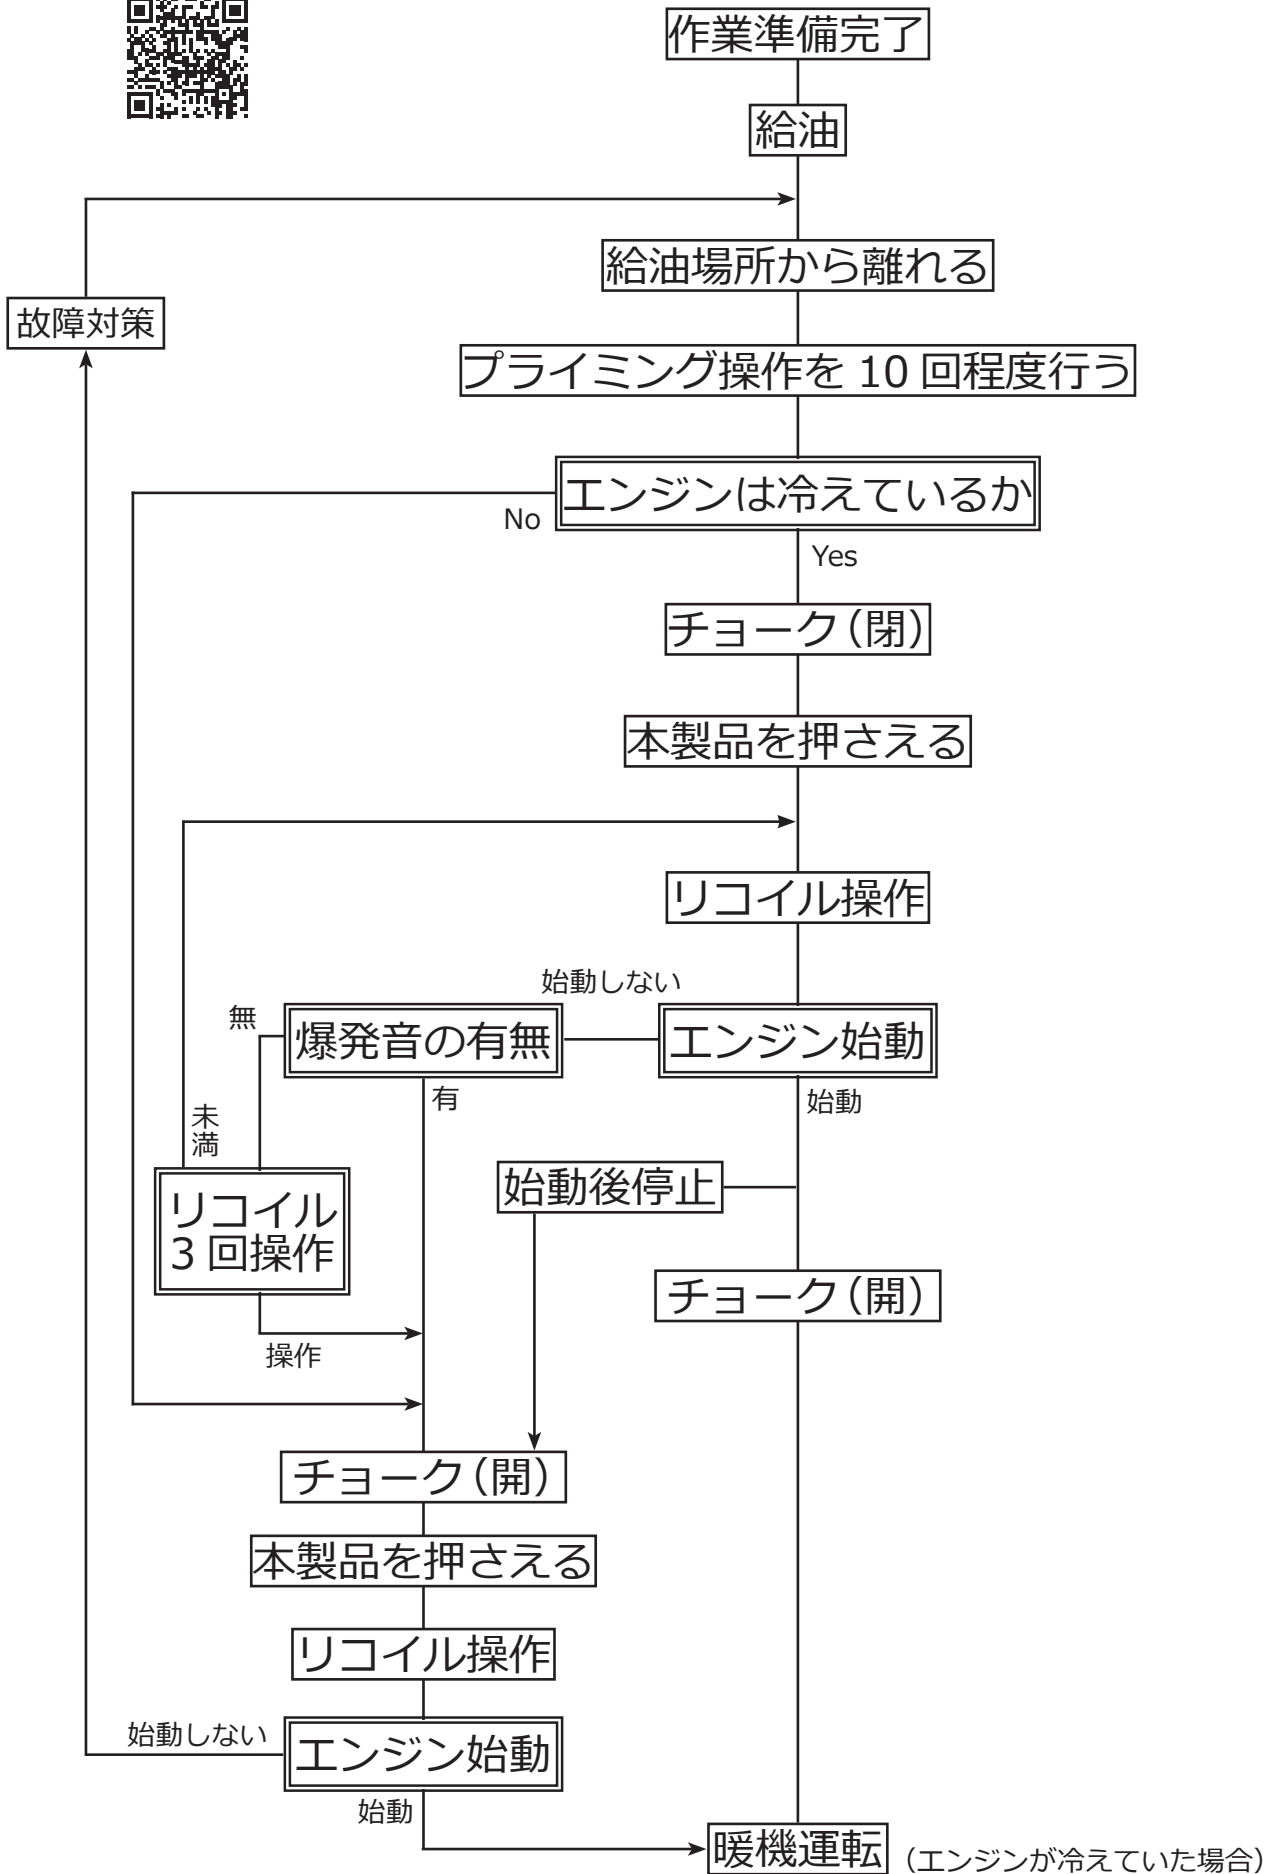 作業準備完了
給油
給油場所から離れる
故障対策
プライミング操作を 10 回程度行う
エンジンは冷えているか
No
Yes
チョーク（閉）
本製品を押さえる
リコイル操作
始動しない
無
爆発音の有無
エンジン始動
有
始動
未
満
始動後停止
リコイル
3 回操作
チョーク（開）
操作
チョーク（開）
本製品を押さえる
リコイル操作
始動しない
エンジン始動
始動
暖機運転
（エンジンが冷えていた場合）